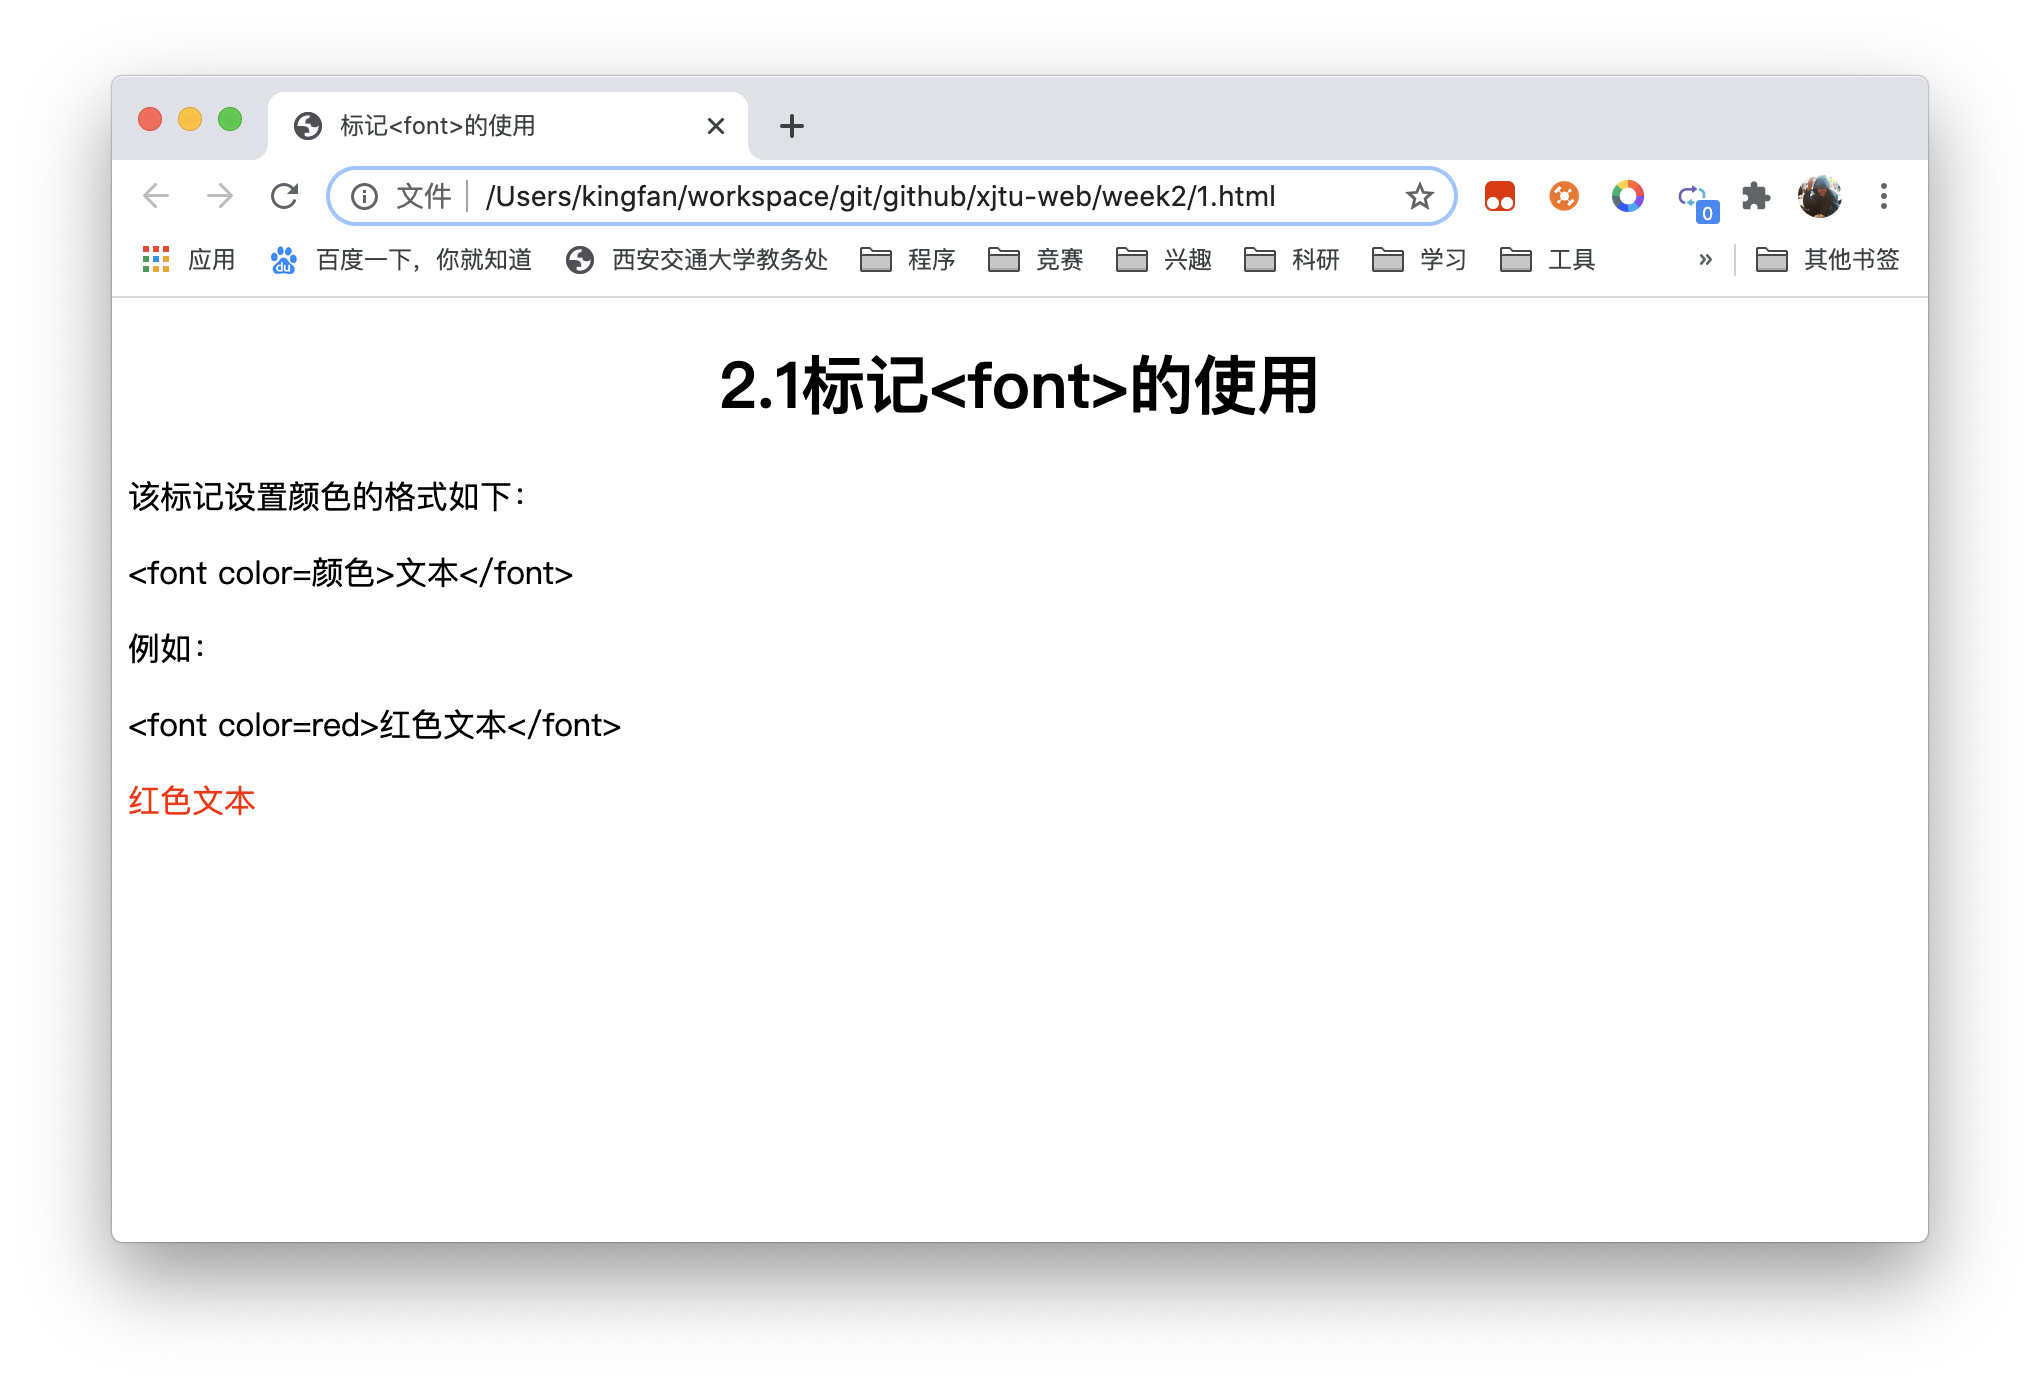 标记<font>的使用
文件 /Users/kingfan/workspace/git/github/xjtu-web/week2/1.html
0
应用 百度一下，你就知道 西安交通大学教务处 程序 竞赛 兴趣 科研 学习 工具 » 其他书签
2.1标记<font>的使用
该标记设置颜色的格式如下：
<font color=颜色>文本</font>
例如：
<font color=red>红色文本</font>
红色文本